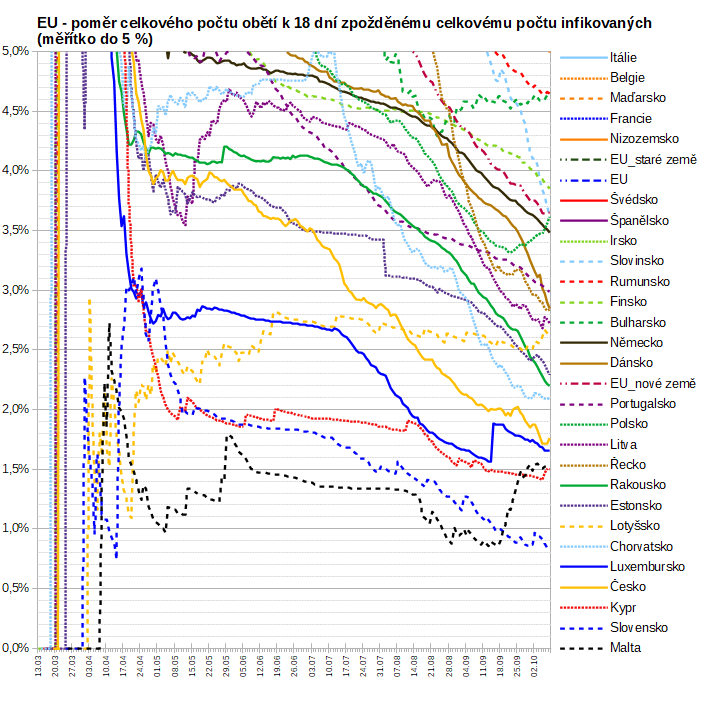 EU - poměr celkového počtu obětí k 18 dní zpožděnému celkovému počtu infikovaných
(měřítko do 5 %)
5,0%
4,5%
4,0%
3,5%
3,0%
2,5%
2,0%
1,5%
1,0%
0,5%
0,0%
13.03
20.03
27.03
03.04
10.04
17.04
24.04
01.05
08.05
15.05
22.05
29.05
05.06
12.06
19.06
26.06
03.07
10.07
17.07
24.07
31.07
07.08
14.08
21.08
28.08
04.09
11.09
18.09
25.09
02.10
Itálie
Belgie
Maďarsko
Francie
Nizozemsko
EU_staré země
EU
Švédsko
Španělsko
Irsko
Slovinsko
Rumunsko
Finsko
Bulharsko
Německo
Dánsko
EU_nové země
Portugalsko
Polsko
Litva
Řecko
Rakousko
Estonsko
Lotyšsko
Chorvatsko
Luxembursko
Česko
Kypr
Slovensko
Malta